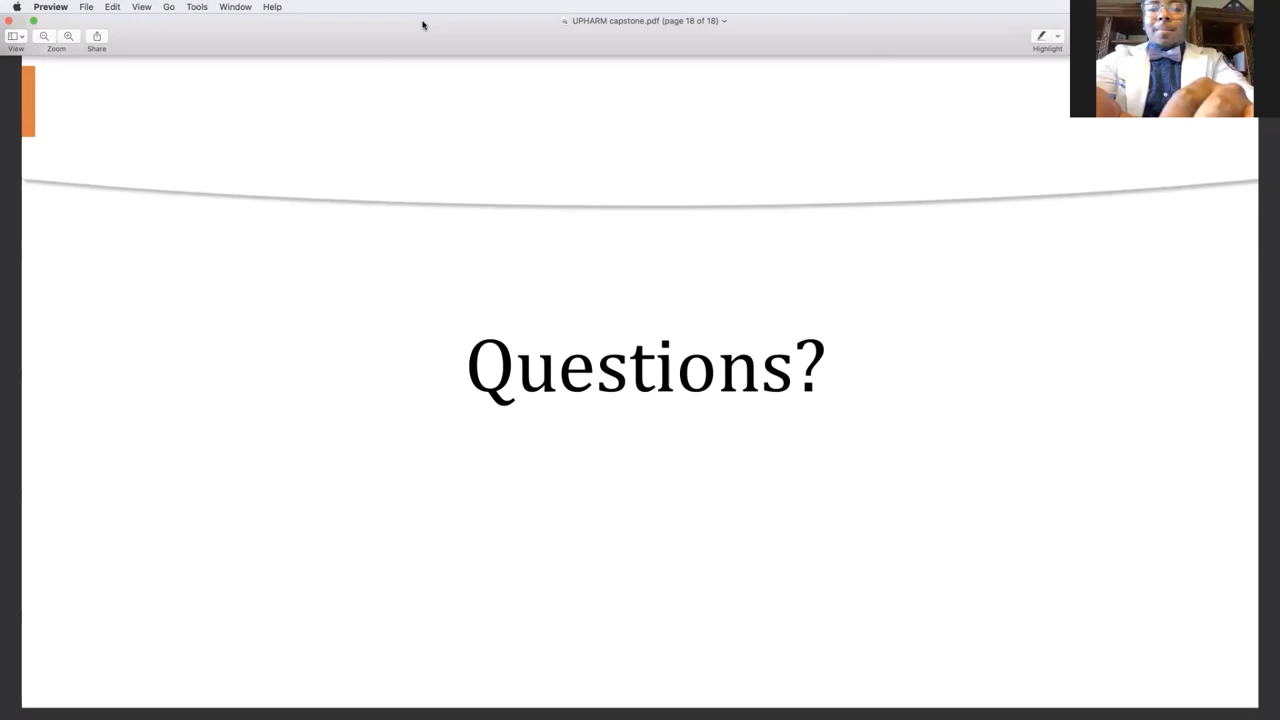 Preview File Edit View Go Tools Window Help
UPHARM capstone.pdf (page 18 of 18)
View Zoom Share Highlight
Questions?